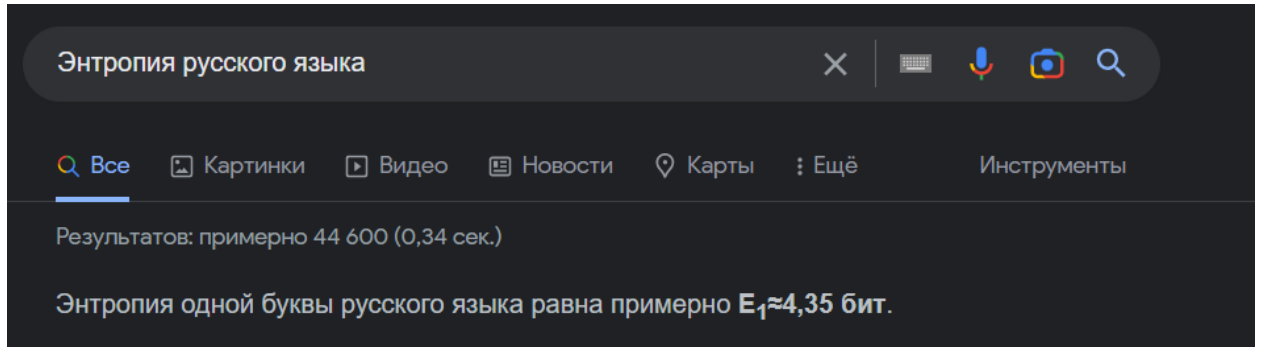 Энтропия русского языка
Все Картинки Видео Новости Карты Ещё Инструменты
Результатов: примерно 44 600 (0,34 сек.)
Энтропия одной буквы русского языка равна примерно E₁≈4,35 бит.